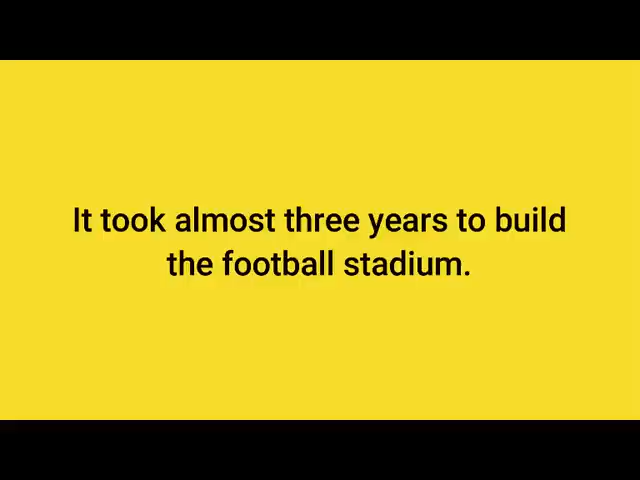 It took almost three years to build
the football stadium.